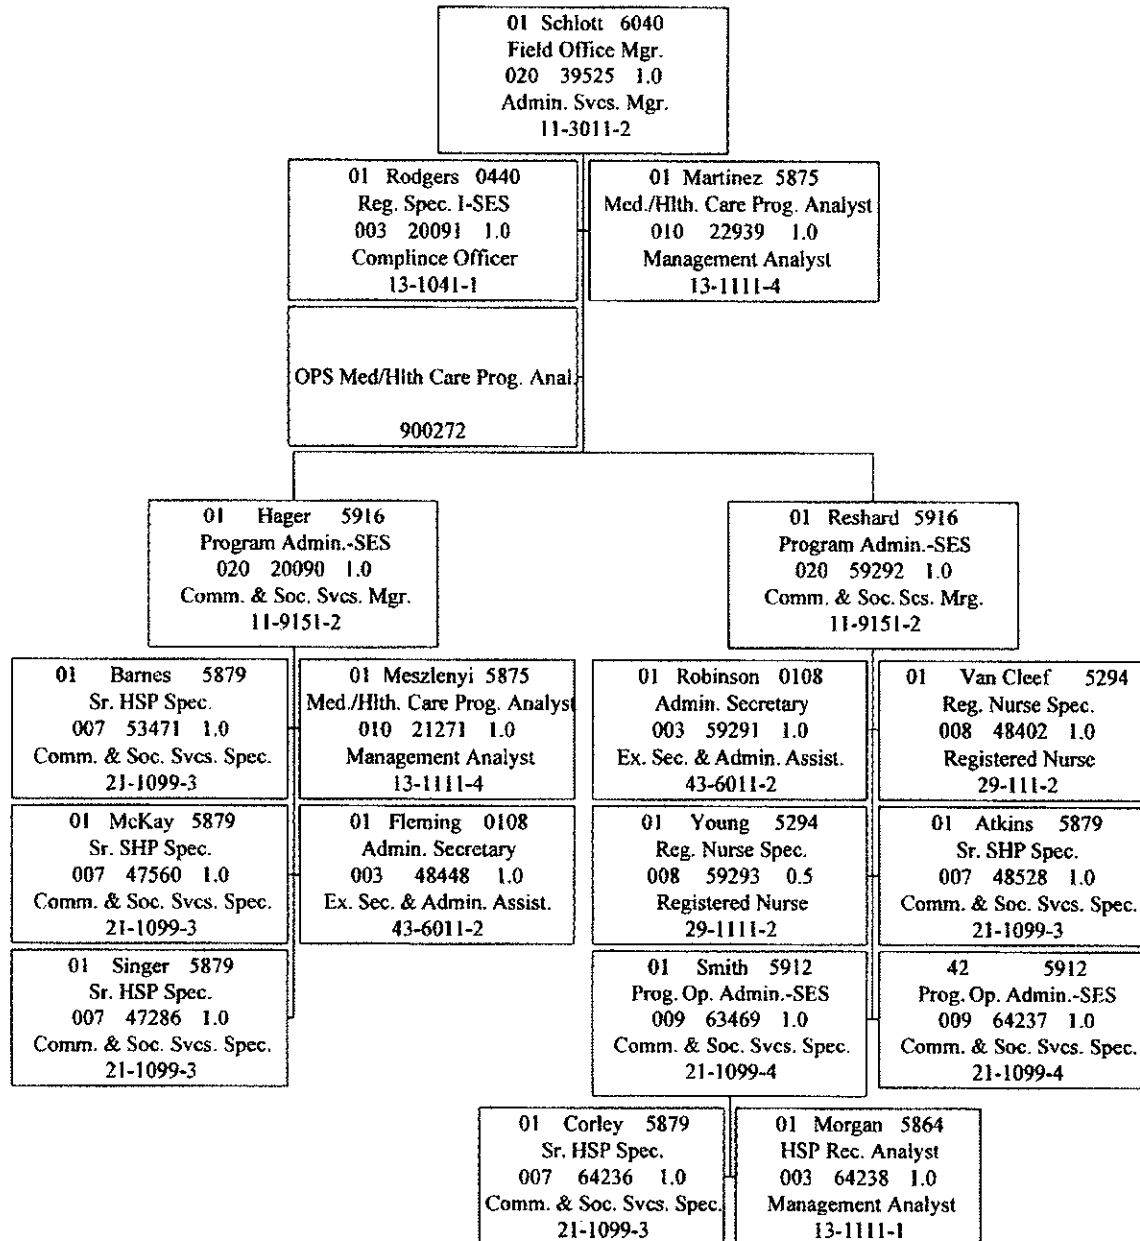 01 Schlott 6040
Field Office Mgr.
020 39525 1.0
Admin. Svcs. Mgr.
11-3011-2
01 Rodgers 0440
Reg. Spec. I-SES
003 20091 1.0
Complince Officer
13-1041-1
01 Martinez 5875
Med./Hlth. Care Prog. Analyst
010 22939 1.0
Management Analyst
13-1111-4
OPS Med/Hlth Care Prog. Anal.
900272
01 Hager 5916
Program Admin.-SES
020 20090 1.0
Comm. & Soc. Svcs. Mgr.
11-9151-2
01 Reshard 5916
Program Admin.-SES
020 59292 1.0
Comm. & Soc. Scs. Mrg.
11-9151-2
01 Barnes 5879
Sr. HSP Spec.
007 53471 1.0
Comm. & Soc. Svcs. Spec.
21-1099-3
01 Meszlenyi 5875
Med./Hlth. Care Prog. Analyst
010 21271 1.0
Management Analyst
13-1111-4
01 Robinson 0108
Admin. Secretary
003 59291 1.0
Ex. Sec. & Admin. Assist.
43-6011-2
01 Van Cleef 5294
Reg. Nurse Spec.
008 48402 1.0
Registered Nurse
29-111-2
01 McKay 5879
Sr. SHP Spec.
007 47560 1.0
Comm. & Soc. Svcs. Spec.
21-1099-3
01 Fleming 0108
Admin. Secretary
003 48448 1.0
Ex. Sec. & Admin. Assist.
43-6011-2
01 Young 5294
Reg. Nurse Spec.
008 59293 0.5
Registered Nurse
29-1111-2
01 Atkins 5879
Sr. SHP Spec.
007 48528 1.0
Comm. & Soc. Svcs. Spec.
21-1099-3
01 Singer 5879
Sr. HSP Spec.
007 47286 1.0
Comm. & Soc. Svcs. Spec.
21-1099-3
01 Smith 5912
Prog. Op. Admin.-SES
009 63469 1.0
Comm. & Soc. Svcs. Spec.
21-1099-4
42 5912
Prog. Op. Admin.-SES
009 64237 1.0
Comm. & Soc. Svcs. Spec.
21-1099-4
01 Corley 5879
Sr. HSP Spec.
007 64236 1.0
Comm. & Soc. Svcs. Spec.
21-1099-3
01 Morgan 5864
HSP Rec. Analyst
003 64238 1.0
Management Analyst
13-1111-1